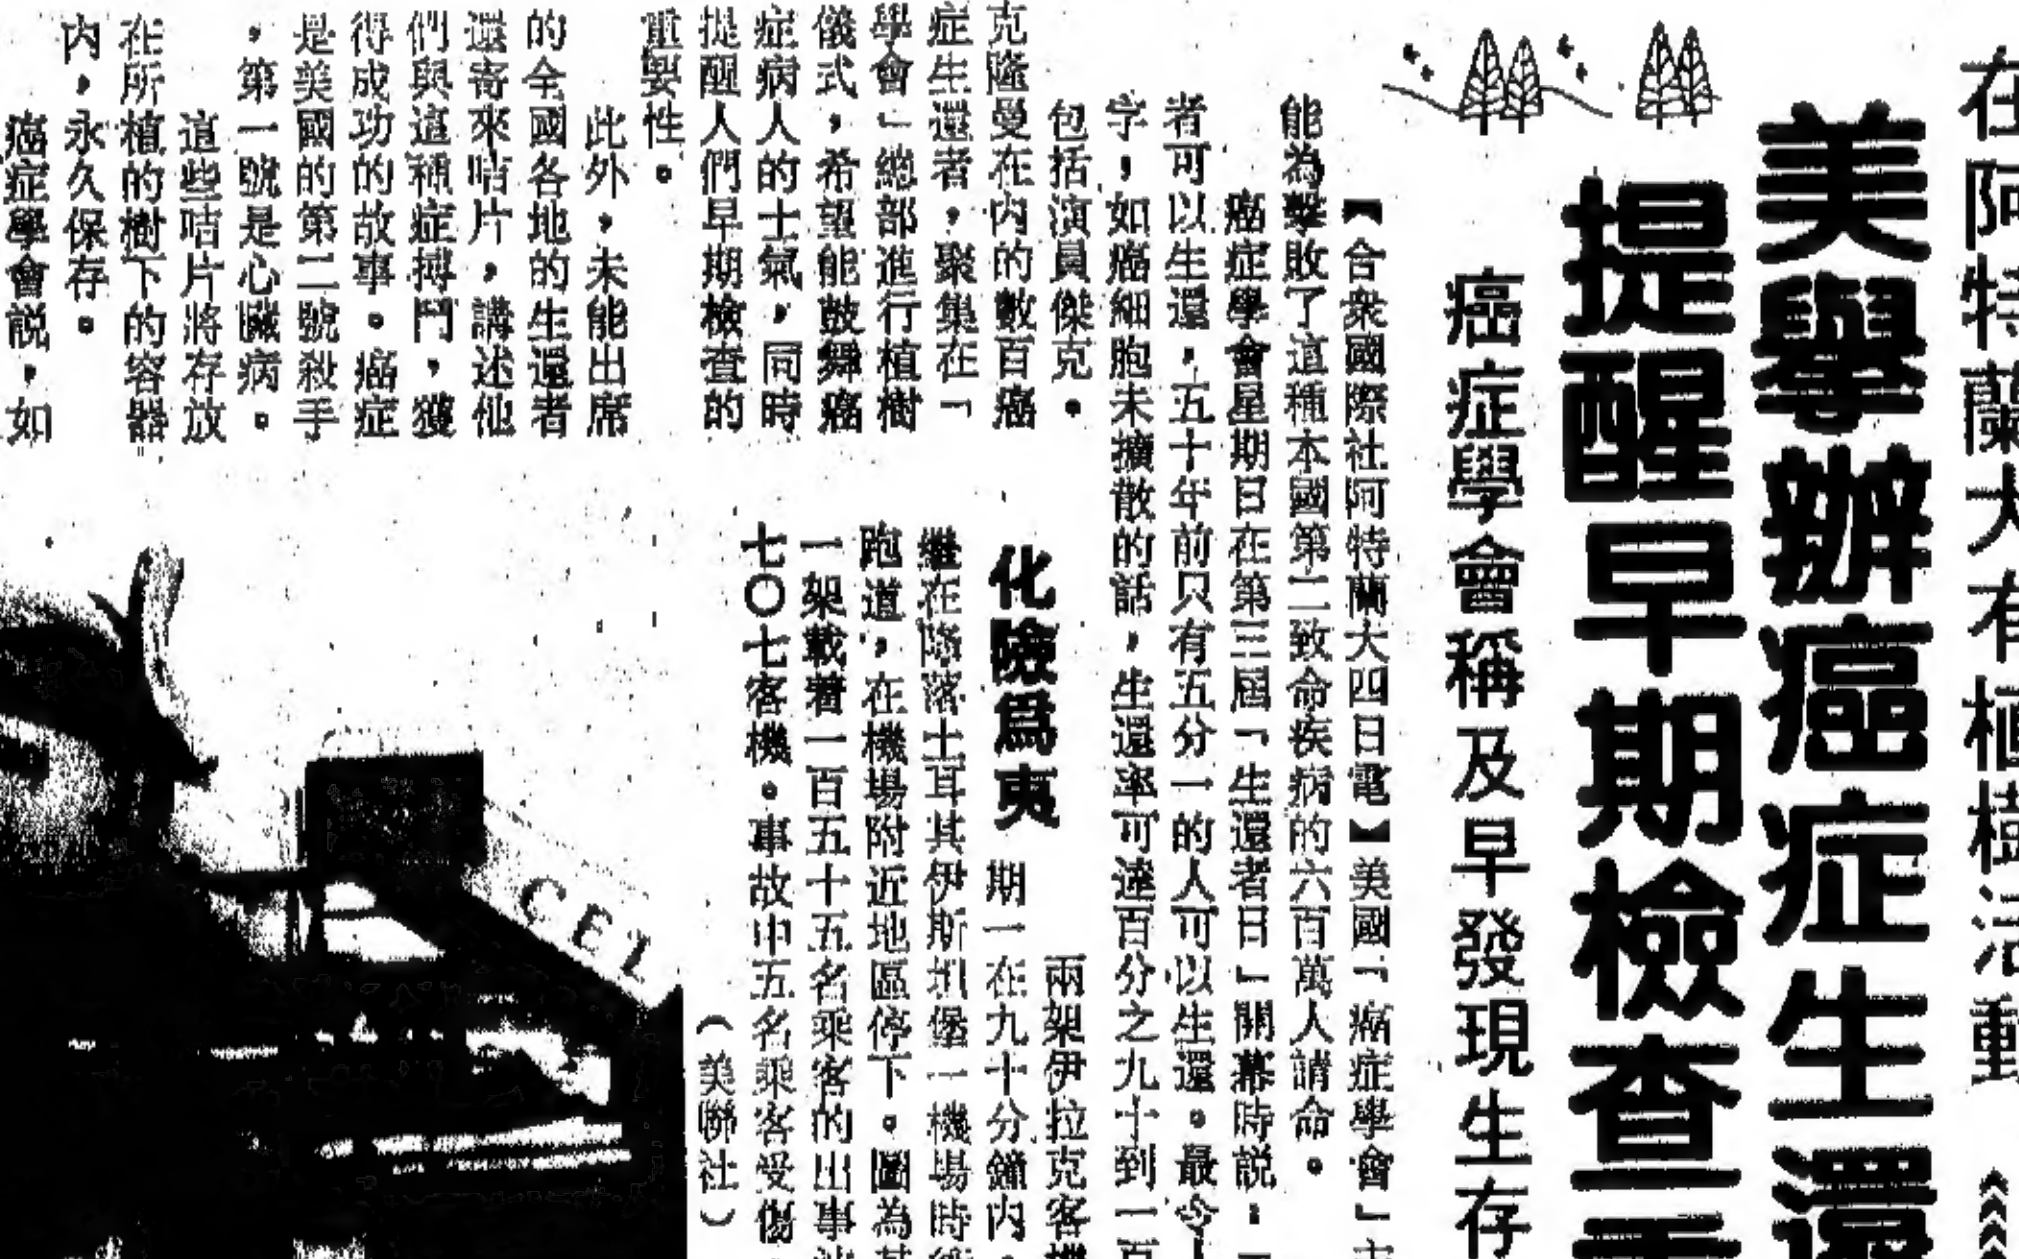 在阿特蘭大有植樹活動
美舉辦癌症生還
提醒早期檢查重
癌症學會稱及早發現生存
【合衆國際社阿特蘭大四日電】美國「癌症學會」
能為擊敗了這種本國第二致命疾病的六百萬人請命。
癌症學會星期日在第三屆「生還者日」開幕時説：「
者可以生還，五十年前只有五分一的人可以生還。最令
字，如癌細胞未擴散的話，生還率可達百分之九十到一百
包括演員傑克。
克隆曼在內的數百癌
症生還者，聚集在「
學會」總部進行植樹
儀式，希望能鼓舞癌
症病人的士氣，同時
提醒人們早期檢查的
重要性。
此外，未能出席
的全國各地的生還者
還寄來咭片，講述他
們與這種症搏鬥，獲
得成功的故事。癌症
是美國的第二號殺手
，第一號是心臟病。
這些咭片將存放
在所植的樹下的容器
內，永久保存。
癌症學會説，如
化險爲夷
兩架伊拉克客機
期一在九十分鐘內，
繼在降落土耳其伊斯坦堡一機場時
跑道，在機場附近地區停下。圖為其
一架載着一百五十五名乘客的出事
七〇七客機。事故中五名乘客受傷。
（美聯社）
CEL